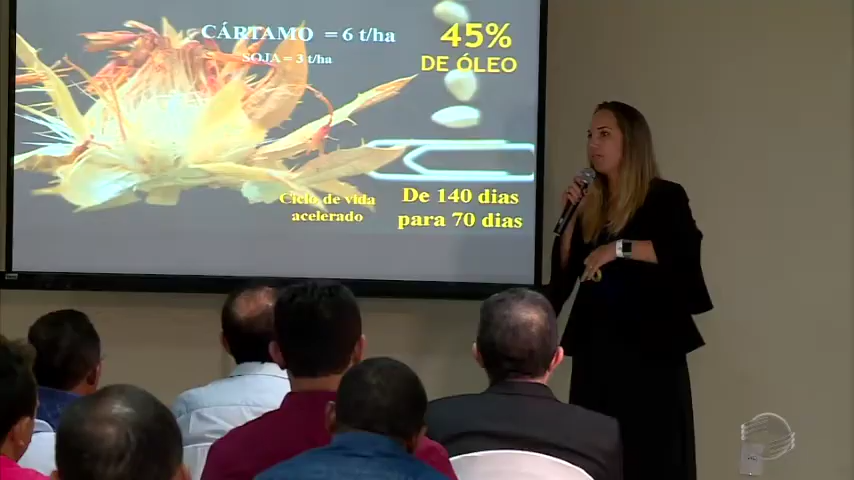 CÁRTAMO = 6 t/ha
SOJA = 3 t/ha
45%
DE ÓLEO
Ciclo de vida
acelerado
De 140 dias
para 70 dias